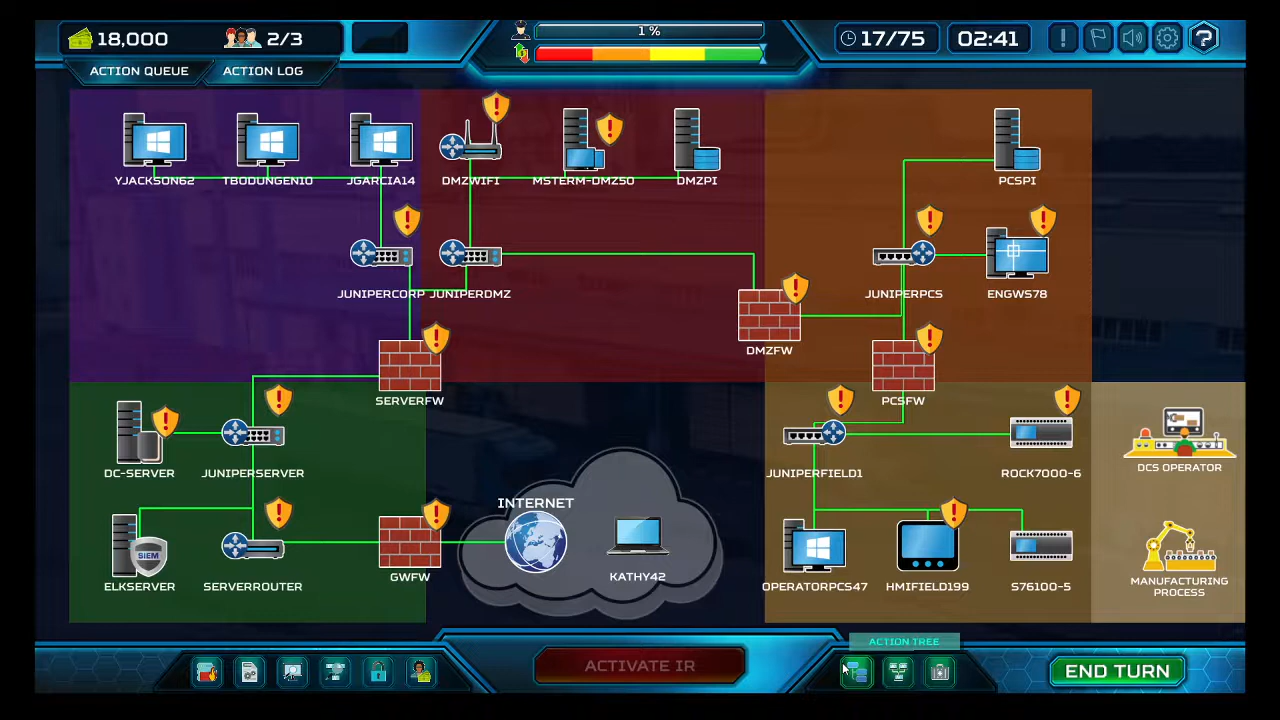 18,000
2/3
1 %
17/75
02:41
?
ACTION QUEUE
ACTION LOG
YJACKSON62
TBODUNGEN10
JGARCIA14
DMZWIFI
MSTERM-DMZ50
DMZPI
PCSPI
JUNIPERCORP
JUNIPERDMZ
JUNIPERPCS
ENGWS78
DMZFW
SERVERFW
PCSFW
DC-SERVER
JUNIPERSERVER
JUNIPERFIELD1
ROCK7000-6
DCS OPERATOR
INTERNET
SIEM
ELKSERVER
SERVERROUTER
GWFW
KATHY42
OPERATORPCS47
HMIFIELD199
S76100-5
MANUFACTURING
PROCESS
ACTION TREE
ACTIVATE IR
END TURN